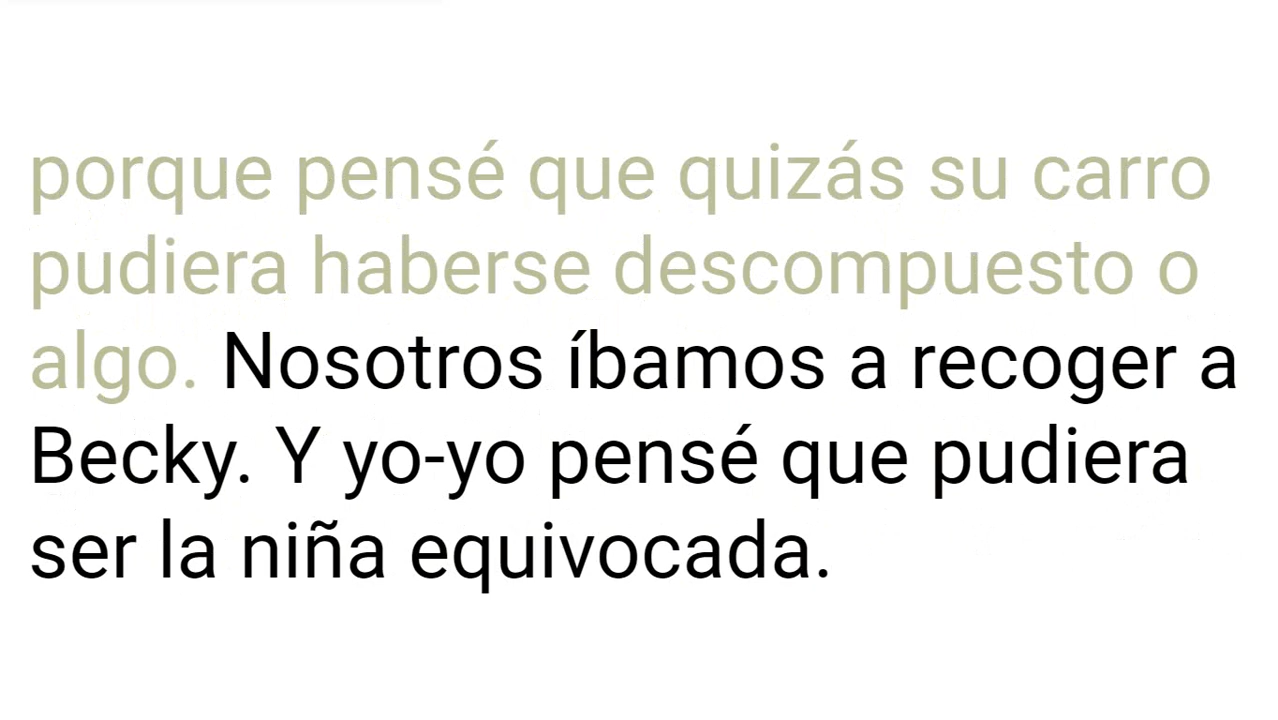 porque pensé que quizás su carro
pudiera haberse descompuesto o
algo. Nosotros íbamos a recoger a
Becky. Y yo-yo pensé que pudiera
ser la niña equivocada.